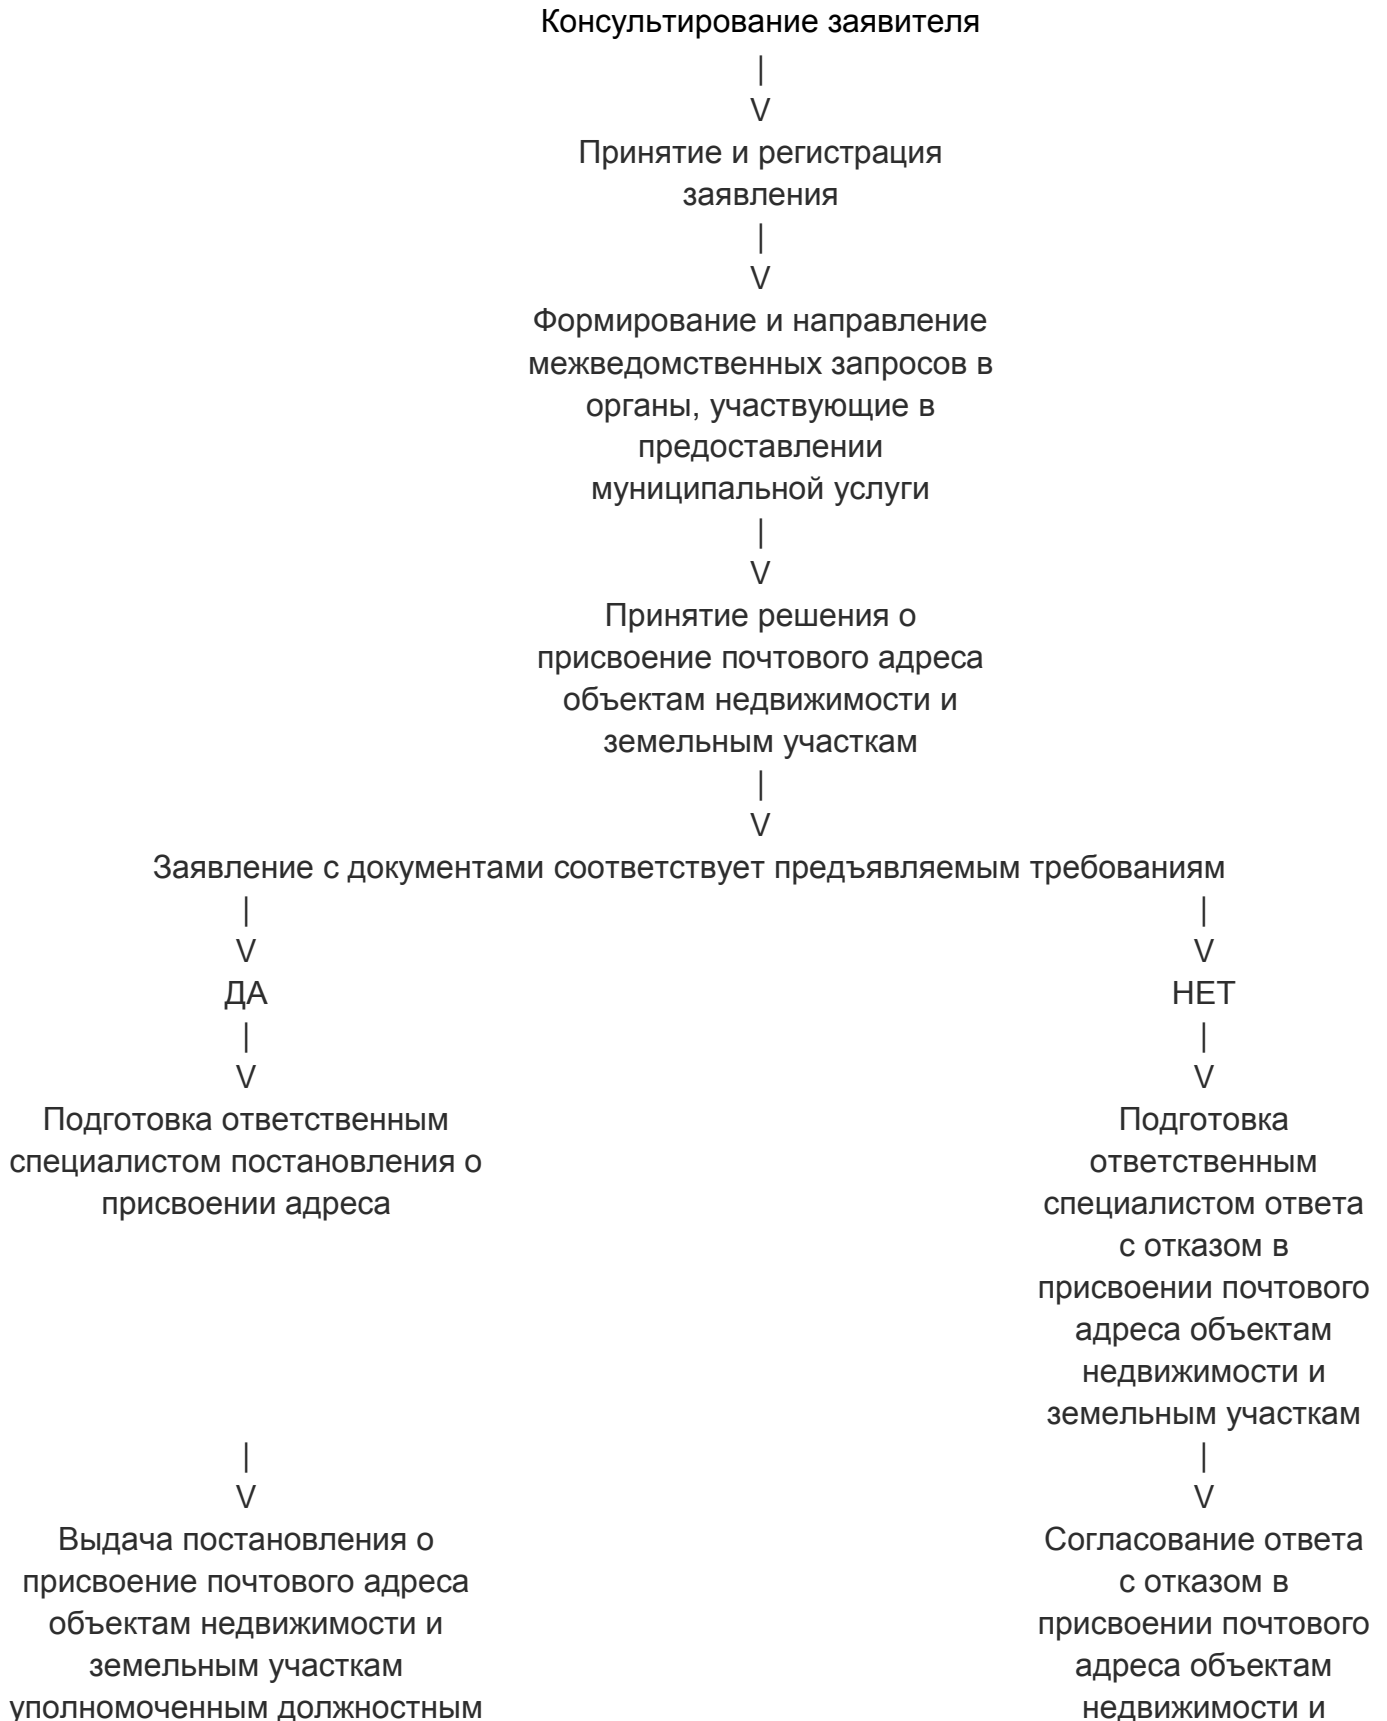 Консультирование заявителя
|
V
Принятие и регистрация
заявления
|
V
Формирование и направление
межведомственных запросов в
органы, участвующие в
предоставлении
муниципальной услуги
|
V
Принятие решения о
присвоение почтового адреса
объектам недвижимости и
земельным участкам
|
V
Заявление с документами соответствует предъявляемым требованиям
|
V
ДА
|
V
Подготовка ответственным
специалистом постановления о
присвоении адреса
|
V
Выдача постановления о
присвоение почтового адреса
объектам недвижимости и
земельным участкам
уполномоченным должностным
|
V
НЕТ
|
V
Подготовка
ответственным
специалистом ответа
с отказом в
присвоении почтового
адреса объектам
недвижимости и
земельным участкам
|
V
Согласование ответа
с отказом в
присвоении почтового
адреса объектам
недвижимости и